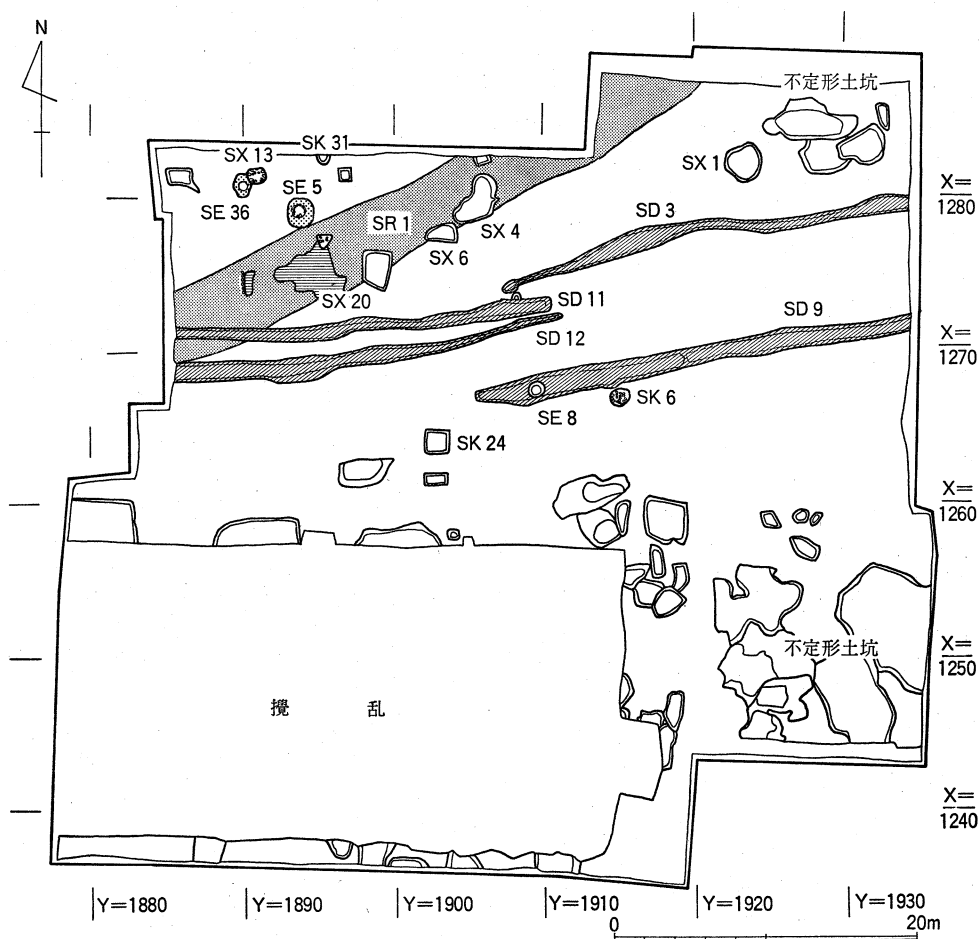 N
不定形土坑
SK 31
SX 13
SX 1
SE 5
SE 36
SR 1
SX 4
SX 6
SD 3
X=
1280
SX 20
SD 11
SD 12
SD 9
X=
1270
SE 8
SK 6
SK 24
X=
1260
不定形土坑
X=
1250
攪乱
X=
1240
Y=1880
Y=1890
Y=1900
Y=1910
Y=1920
Y=1930
0
20m